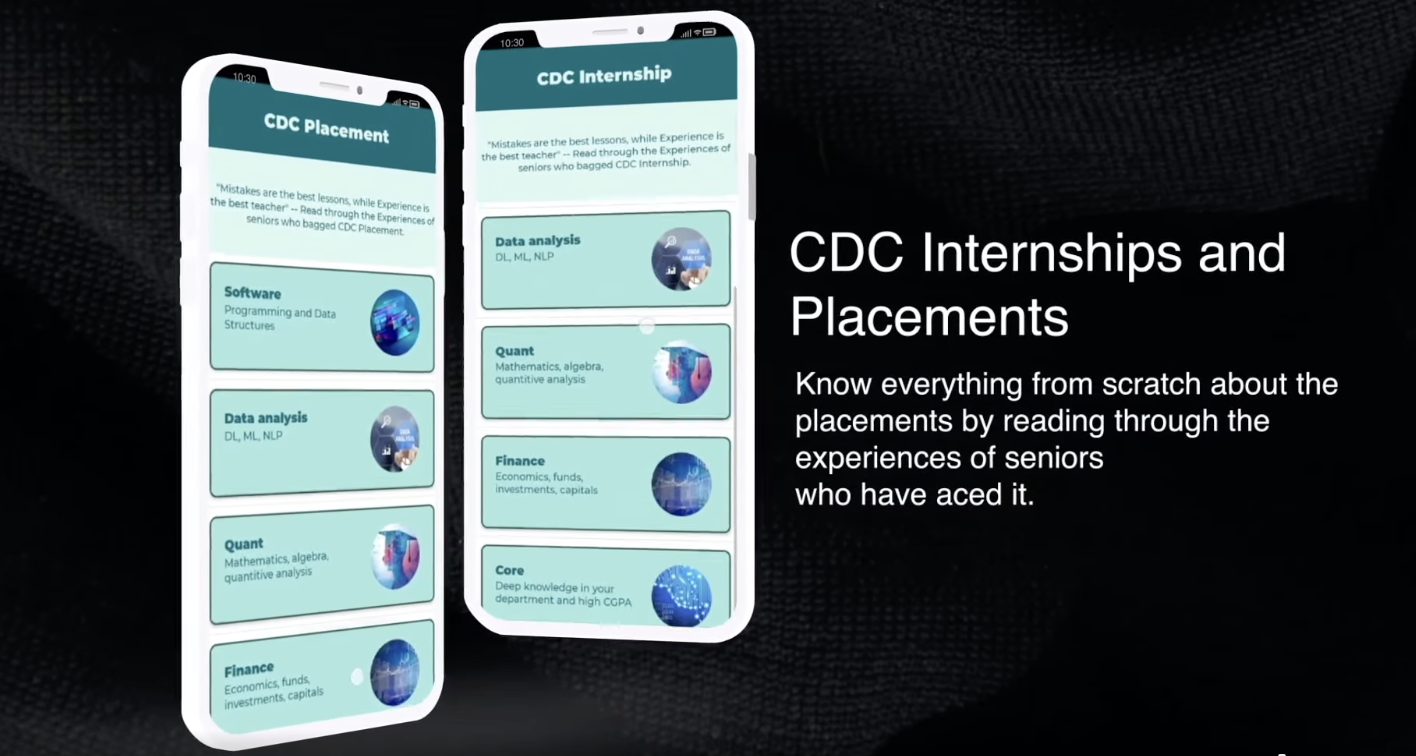 10:30
CDC Placement
"Mistakes are the best lessons, while Experience is
the best teacher" -- Read through the Experiences of
seniors who bagged CDC Placement.
Software
Programming and Data
Structures
Data analysis
DL, ML, NLP
DATA
ANALYSIS
Quant
Mathematics, algebra,
quantitive analysis
Finance
Economics, funds,
investments, capitals
10:30
CDC Internship
"Mistakes are the best lessons, while Experience is
the best teacher" -- Read through the Experiences of
seniors who bagged CDC Internship.
Data analysis
DL, ML, NLP
DATA
ANALYSIS
Quant
Mathematics, algebra,
quantitive analysis
Finance
Economics, funds,
investments, capitals
Core
Deep knowledge in your
department and high CGPA
CDC Internships and
Placements
Know everything from scratch about the
placements by reading through the
experiences of seniors
who have aced it.